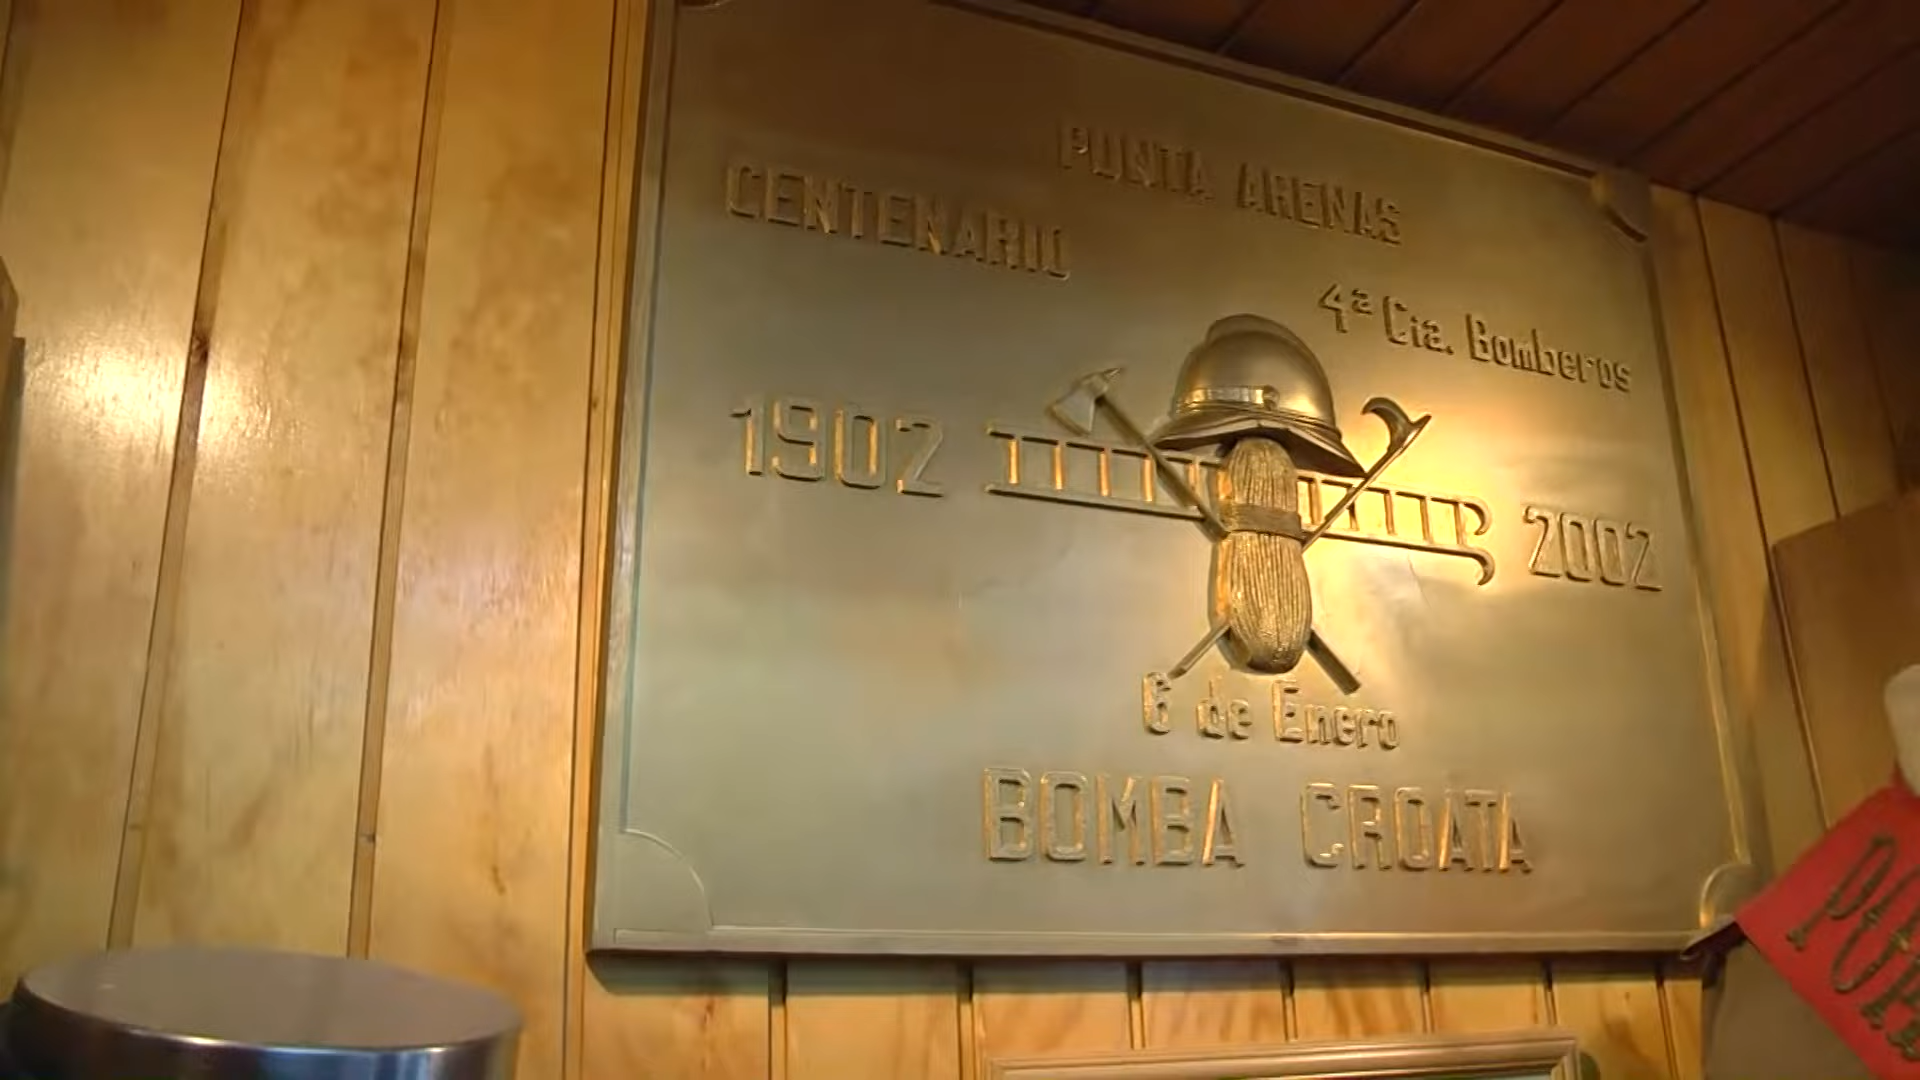 PUNTA ARENAS
CENTENARIO
4ª Cia. Bomberos
1902 2002
6 de Enero
BOMBA CROATA